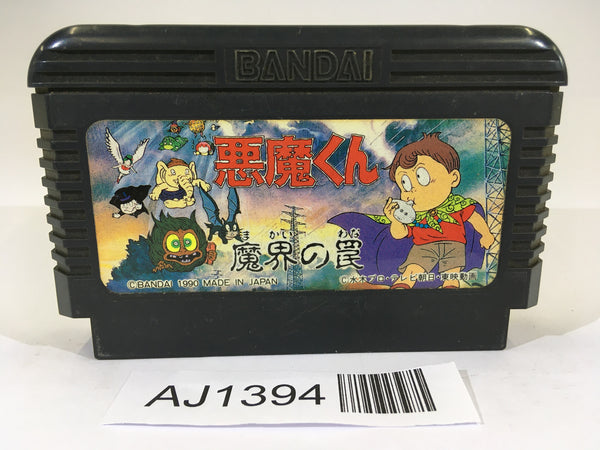 BANDAI
悪魔くん
まかい わな
魔界の罠
©BANDAI 1990 MADE IN JAPAN
©水木プロ・テレビ朝日・東映動画
AJ1394